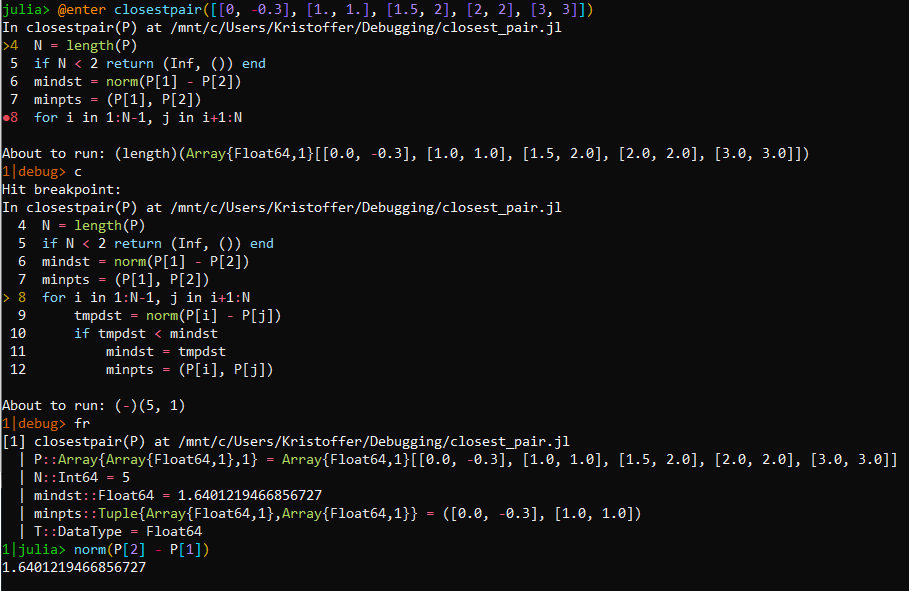 julia> @enter closestpair([[0, -0.3], [1., 1.], [1.5, 2], [2, 2], [3, 3]])
In closestpair(P) at /mnt/c/Users/Kristoffer/Debugging/closest_pair.jl
>4  N = length(P)
 5  if N < 2 return (Inf, ()) end
 6  mindst = norm(P[1] - P[2])
 7  minpts = (P[1], P[2])
●8  for i in 1:N-1, j in i+1:N
About to run: (length)(Array{Float64,1}[[0.0, -0.3], [1.0, 1.0], [1.5, 2.0], [2.0, 2.0], [3.0, 3.0]])
1|debug> c
Hit breakpoint:
In closestpair(P) at /mnt/c/Users/Kristoffer/Debugging/closest_pair.jl
  4  N = length(P)
  5  if N < 2 return (Inf, ()) end
  6  mindst = norm(P[1] - P[2])
  7  minpts = (P[1], P[2])
> 8  for i in 1:N-1, j in i+1:N
  9      tmpdst = norm(P[i] - P[j])
 10      if tmpdst < mindst
 11          mindst = tmpdst
 12          minpts = (P[i], P[j])
About to run: (-)(5, 1)
1|debug> fr
[1] closestpair(P) at /mnt/c/Users/Kristoffer/Debugging/closest_pair.jl
  | P::Array{Array{Float64,1},1} = Array{Float64,1}[[0.0, -0.3], [1.0, 1.0], [1.5, 2.0], [2.0, 2.0], [3.0, 3.0]]
  | N::Int64 = 5
  | mindst::Float64 = 1.6401219466856727
  | minpts::Tuple{Array{Float64,1},Array{Float64,1}} = ([0.0, -0.3], [1.0, 1.0])
  | T::DataType = Float64
1|julia> norm(P[2] - P[1])
1.6401219466856727